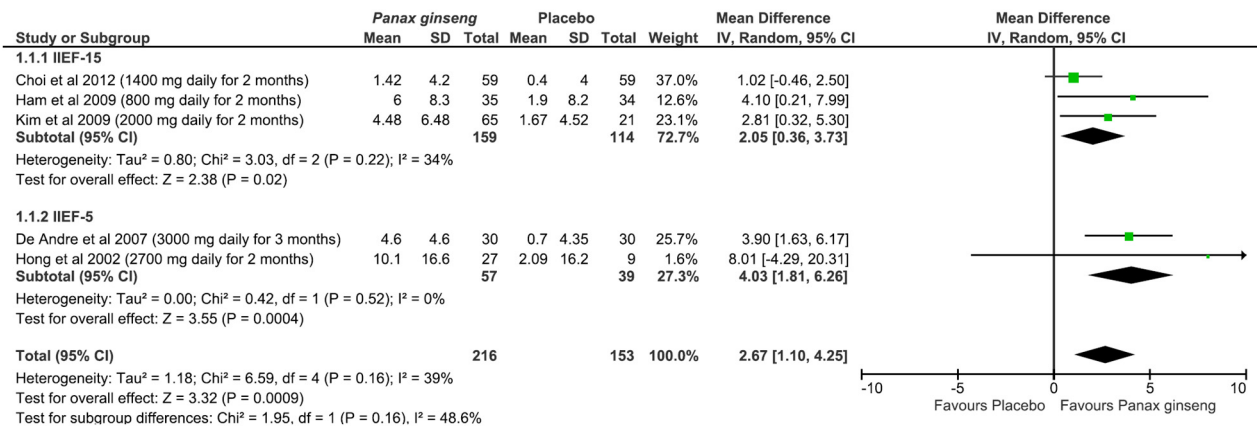 Panax ginseng Placebo Mean Difference Mean Difference
Study or Subgroup Mean SD Total Mean SD Total Weight IV, Random, 95% CI IV, Random, 95% CI
1.1.1 IIEF-15
Choi et al 2012 (1400 mg daily for 2 months) 1.42 4.2 59 0.4 4 59 37.0% 1.02 [-0.46, 2.50]
Ham et al 2009 (800 mg daily for 2 months) 6 8.3 35 1.9 8.2 34 12.6% 4.10 [0.21, 7.99]
Kim et al 2009 (2000 mg daily for 2 months) 4.48 6.48 65 1.67 4.52 21 23.1% 2.81 [0.32, 5.30]
Subtotal (95% CI) 159 114 72.7% 2.05 [0.36, 3.73]
Heterogeneity: Tau² = 0.80; Chi² = 3.03, df = 2 (P = 0.22); I² = 34%
Test for overall effect: Z = 2.38 (P = 0.02)
1.1.2 IIEF-5
De Andre et al 2007 (3000 mg daily for 3 months) 4.6 4.6 30 0.7 4.35 30 25.7% 3.90 [1.63, 6.17]
Hong et al 2002 (2700 mg daily for 2 months) 10.1 16.6 27 2.09 16.2 9 1.6% 8.01 [-4.29, 20.31]
Subtotal (95% CI) 57 39 27.3% 4.03 [1.81, 6.26]
Heterogeneity: Tau² = 0.00; Chi² = 0.42, df = 1 (P = 0.52); I² = 0%
Test for overall effect: Z = 3.55 (P = 0.0004)
Total (95% CI) 216 153 100.0% 2.67 [1.10, 4.25]
Heterogeneity: Tau² = 1.18; Chi² = 6.59, df = 4 (P = 0.16); I² = 39%
Test for overall effect: Z = 3.32 (P = 0.0009)
Test for subgroup differences: Chi² = 1.95, df = 1 (P = 0.16), I² = 48.6%
-10 -5 0 5 10
Favours Placebo Favours Panax ginseng